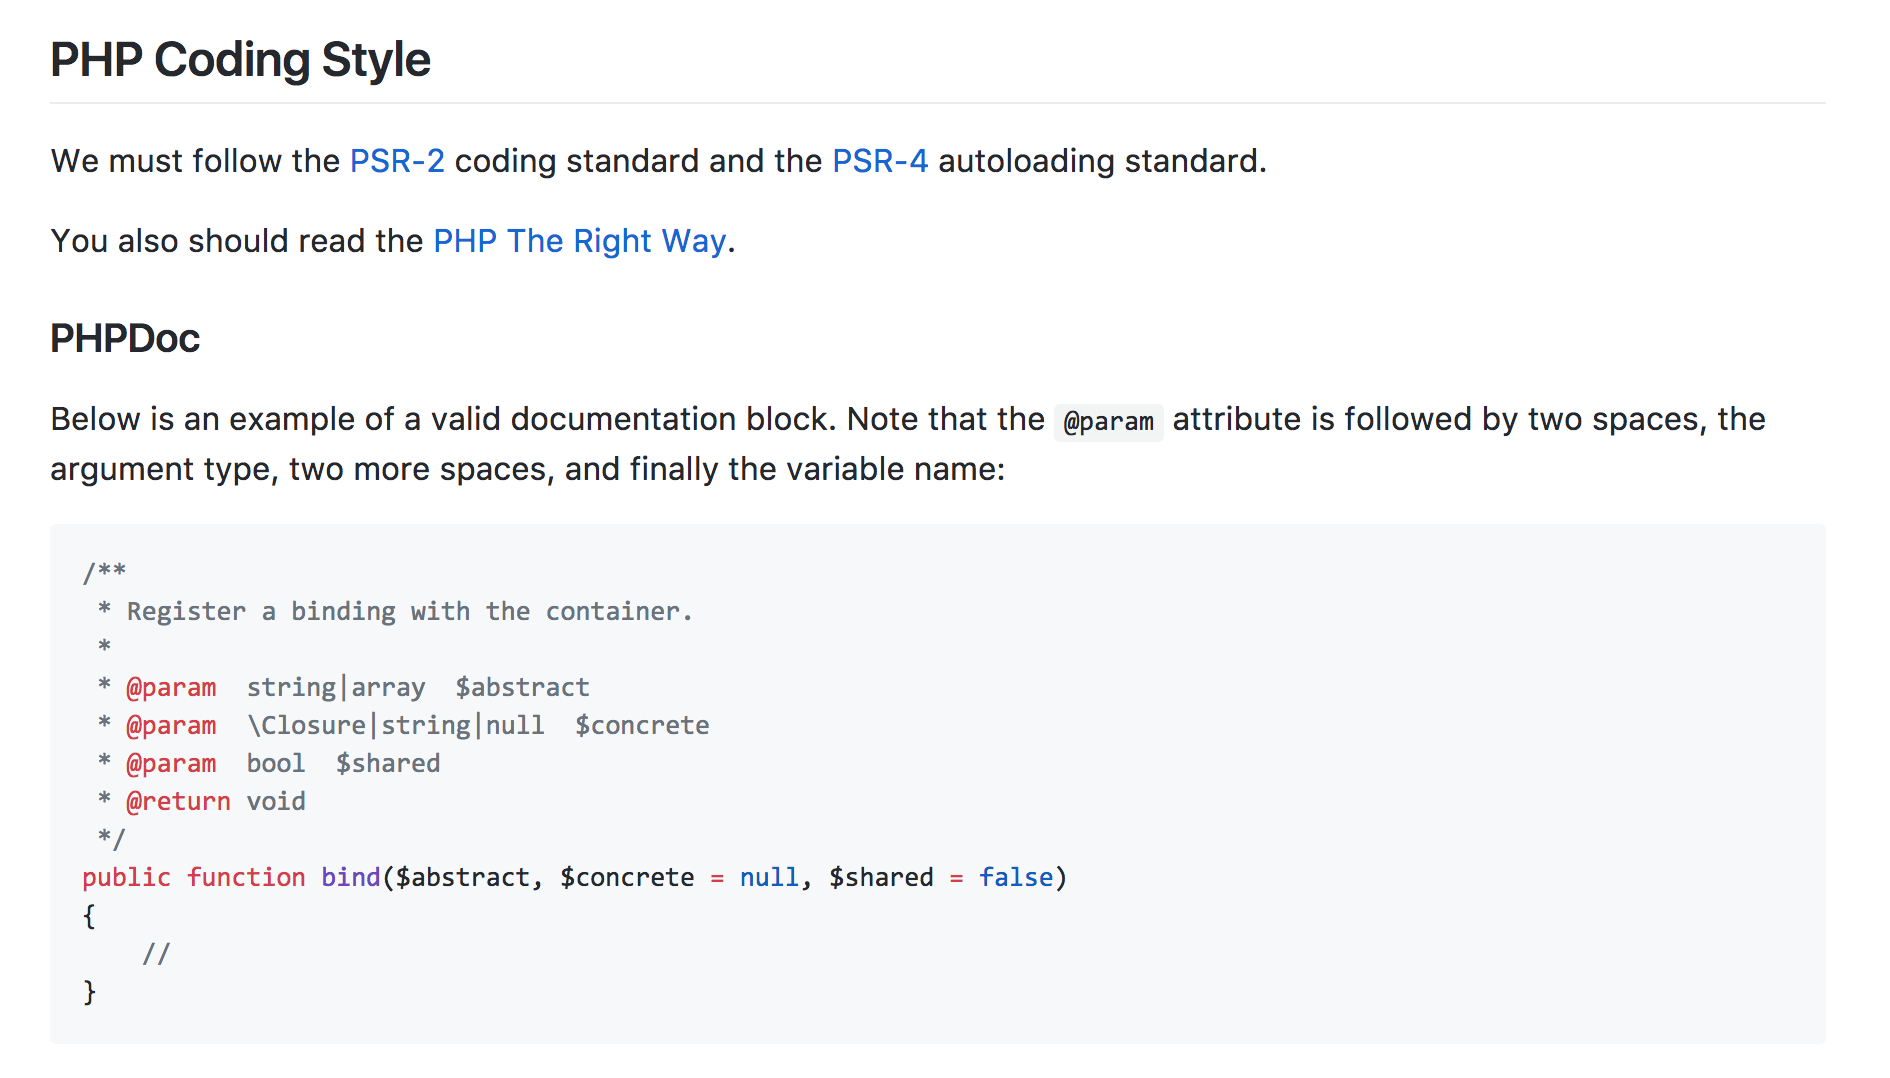 PHP Coding Style
We must follow the PSR-2 coding standard and the PSR-4 autoloading standard.
You also should read the PHP The Right Way.
PHPDoc
Below is an example of a valid documentation block. Note that the @param attribute is followed by two spaces, the
argument type, two more spaces, and finally the variable name:
/**
 * Register a binding with the container.
 *
 * @param  string|array  $abstract
 * @param  \Closure|string|null  $concrete
 * @param  bool  $shared
 * @return void
 */
public function bind($abstract, $concrete = null, $shared = false)
{
    //
}